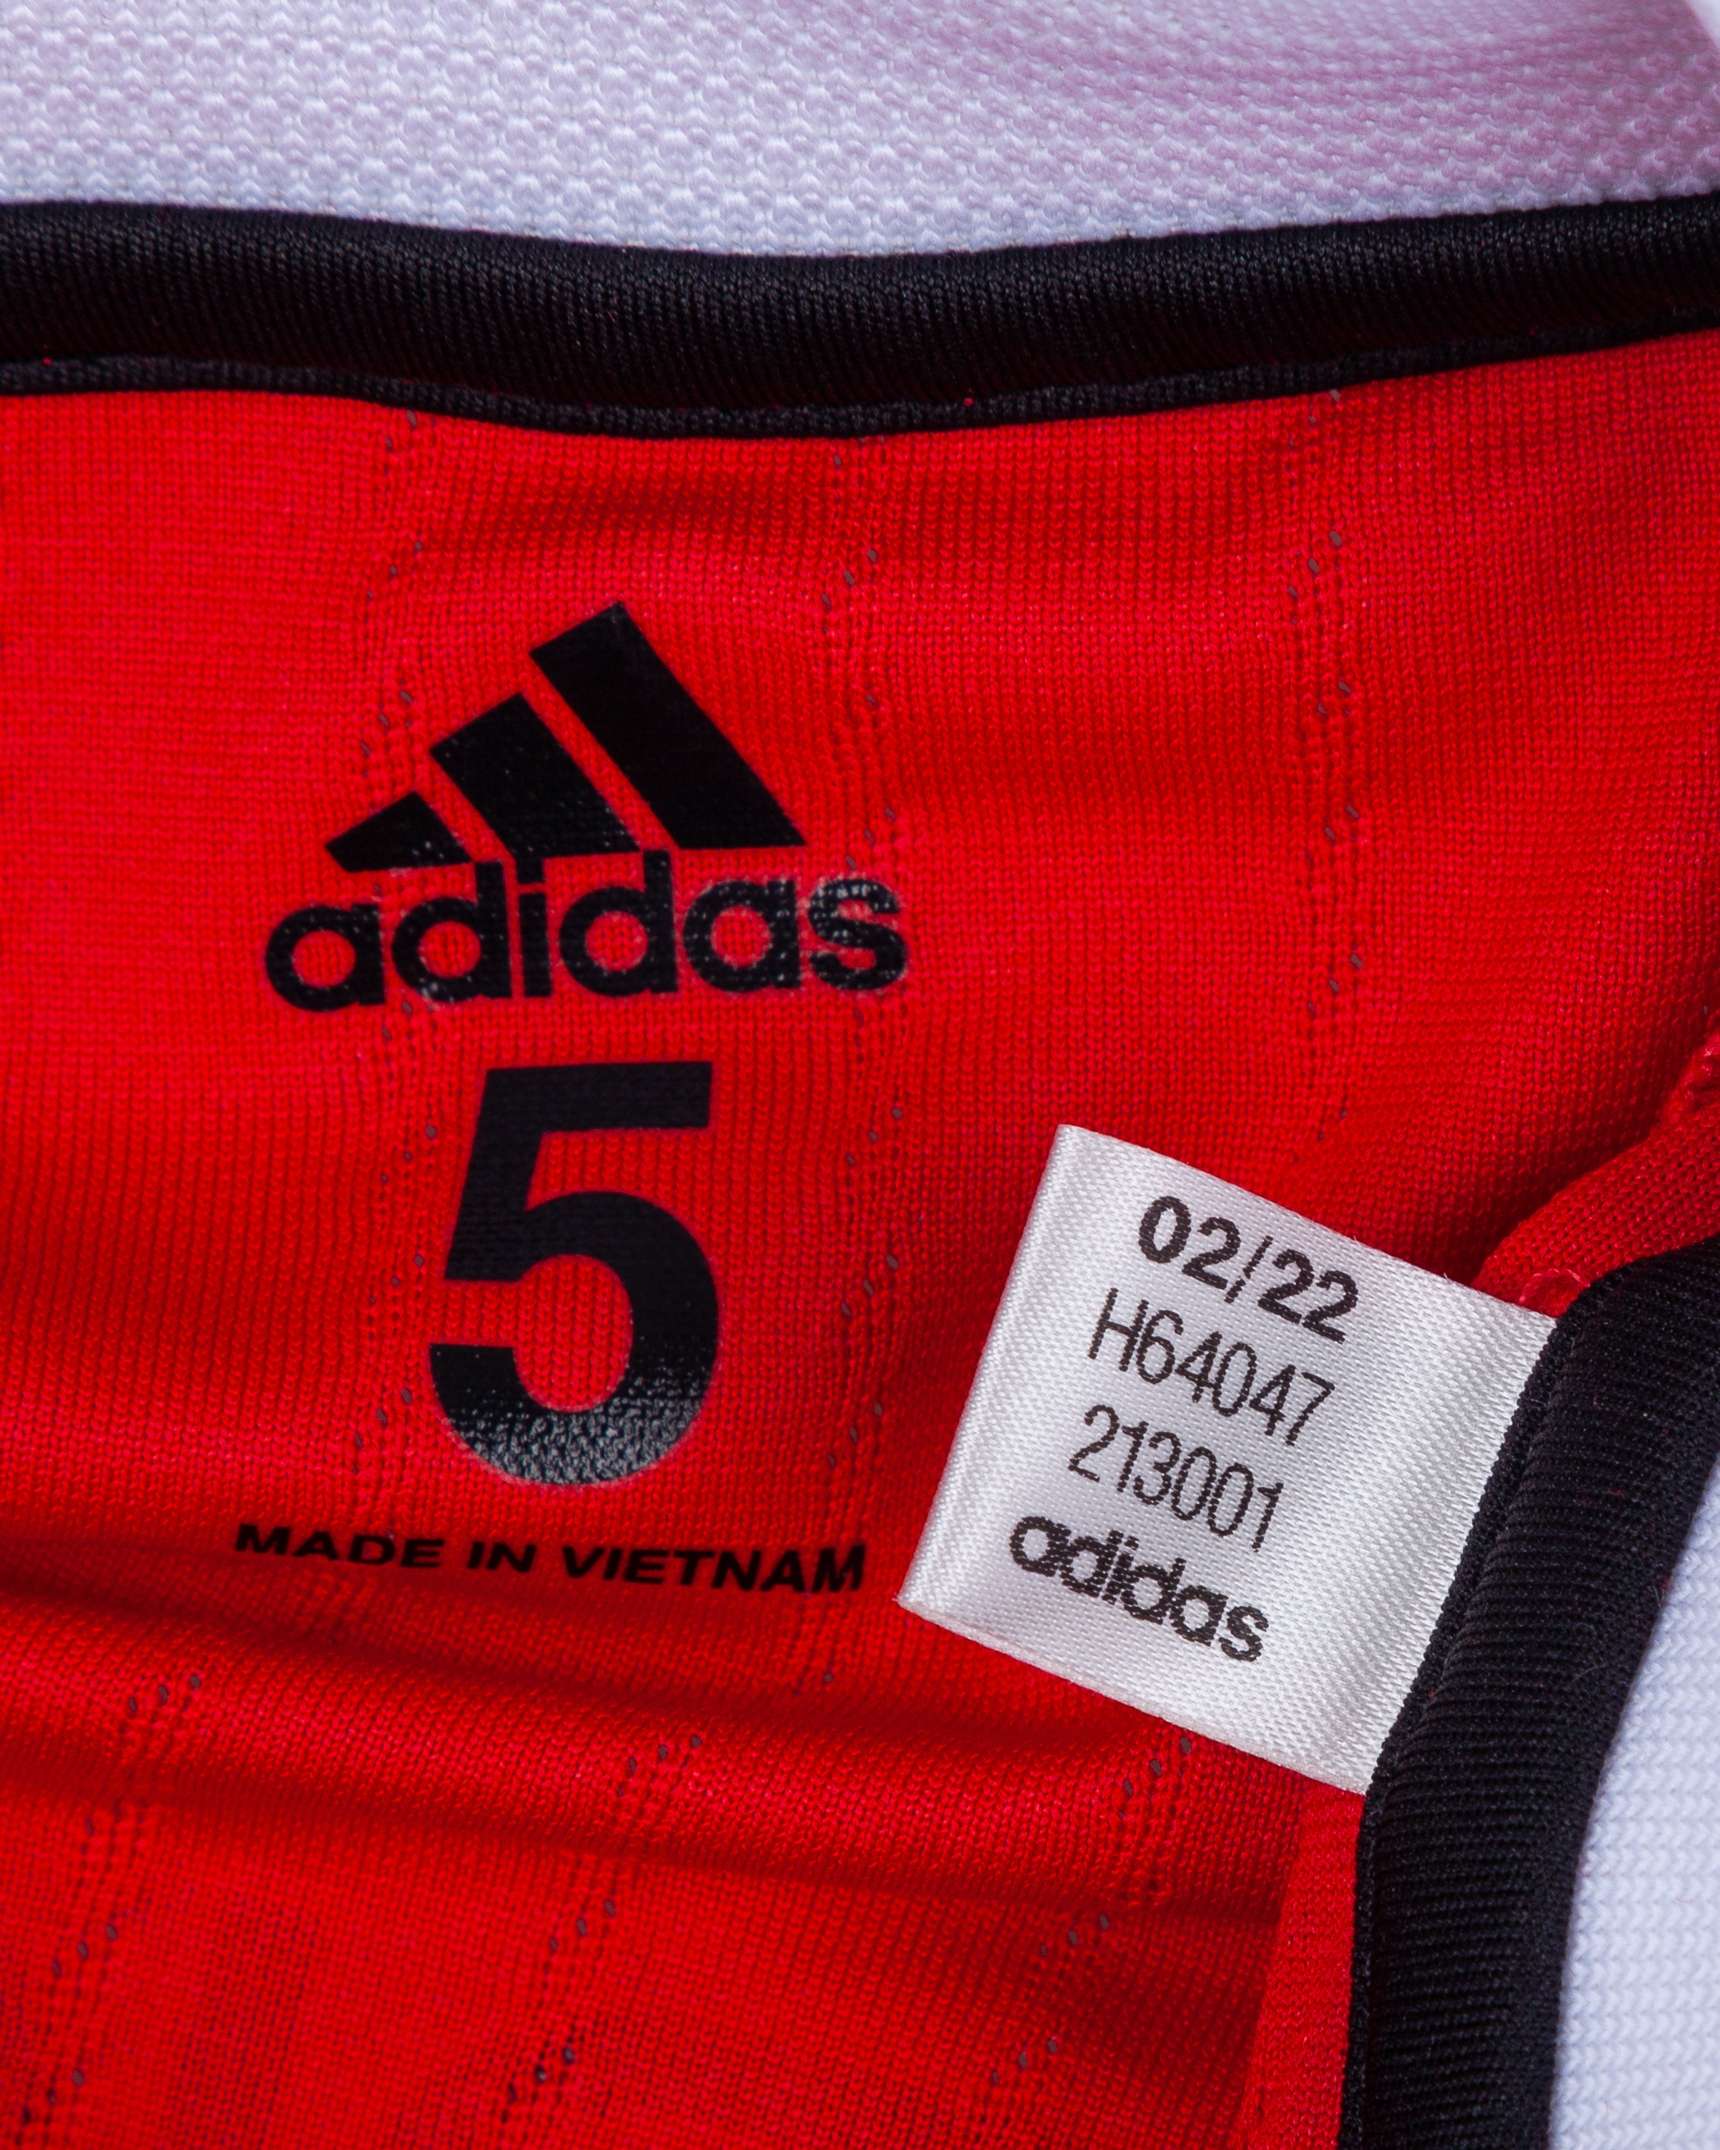 adidas
5
MADE IN VIETNAM
02/22
H64047
213001
adidas